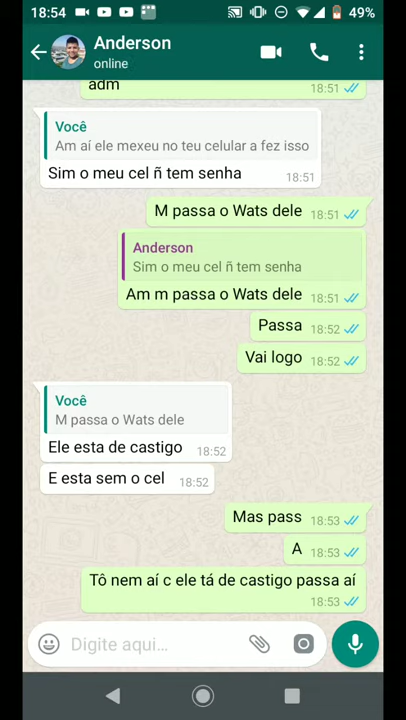 18:54
49%
Anderson
online
adm
18:51
Você
Am aí ele mexeu no teu celular a fez isso
Sim o meu cel ñ tem senha
18:51
M passa o Wats dele 18:51
Anderson
Sim o meu cel ñ tem senha
Am m passa o Wats dele 18:51
Passa 18:52
Vai logo 18:52
Você
M passa o Wats dele
Ele esta de castigo 18:52
E esta sem o cel 18:52
Mas pass 18:53
A 18:53
Tô nem aí c ele tá de castigo passa aí
18:53
Digite aqui...